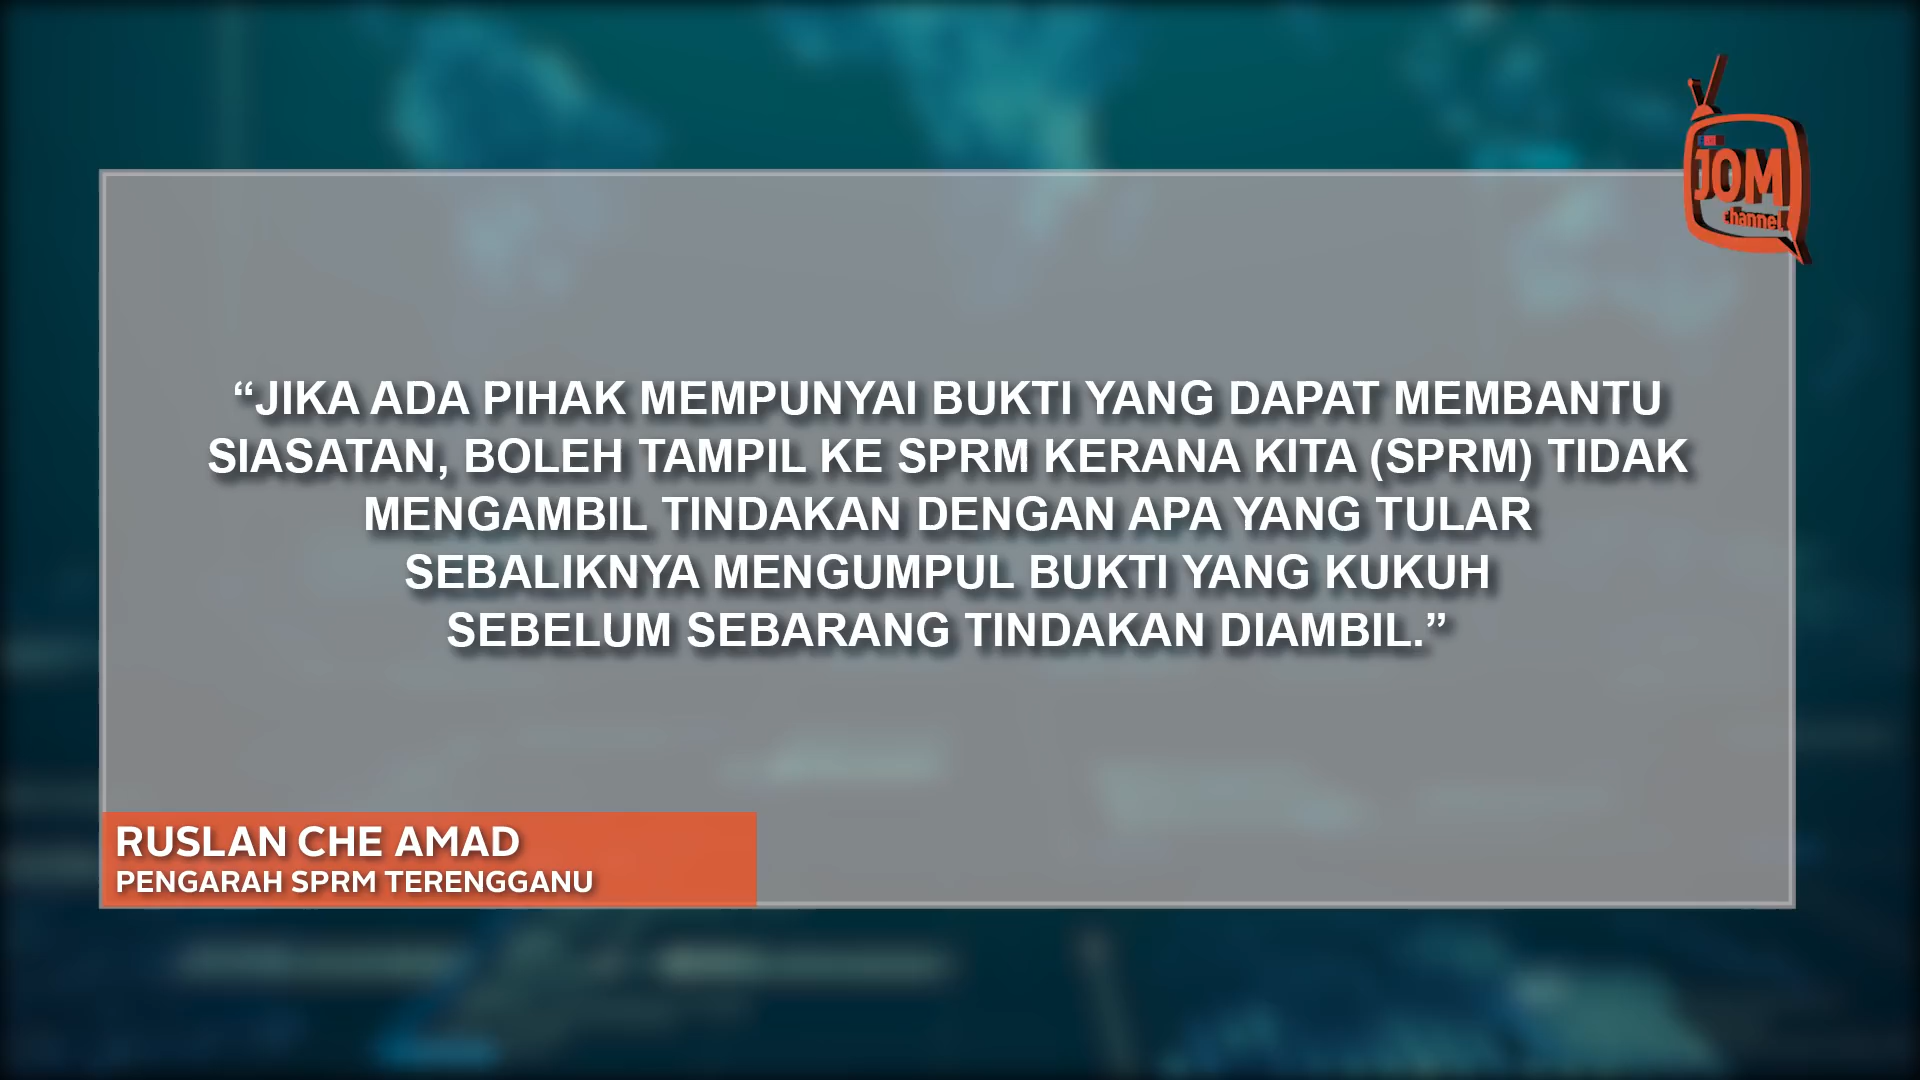 JOM
channel
“JIKA ADA PIHAK MEMPUNYAI BUKTI YANG DAPAT MEMBANTU
SIASATAN, BOLEH TAMPIL KE SPRM KERANA KITA (SPRM) TIDAK
MENGAMBIL TINDAKAN DENGAN APA YANG TULAR
SEBALIKNYA MENGUMPUL BUKTI YANG KUKUH
SEBELUM SEBARANG TINDAKAN DIAMBIL.”
RUSLAN CHE AMAD
PENGARAH SPRM TERENGGANU